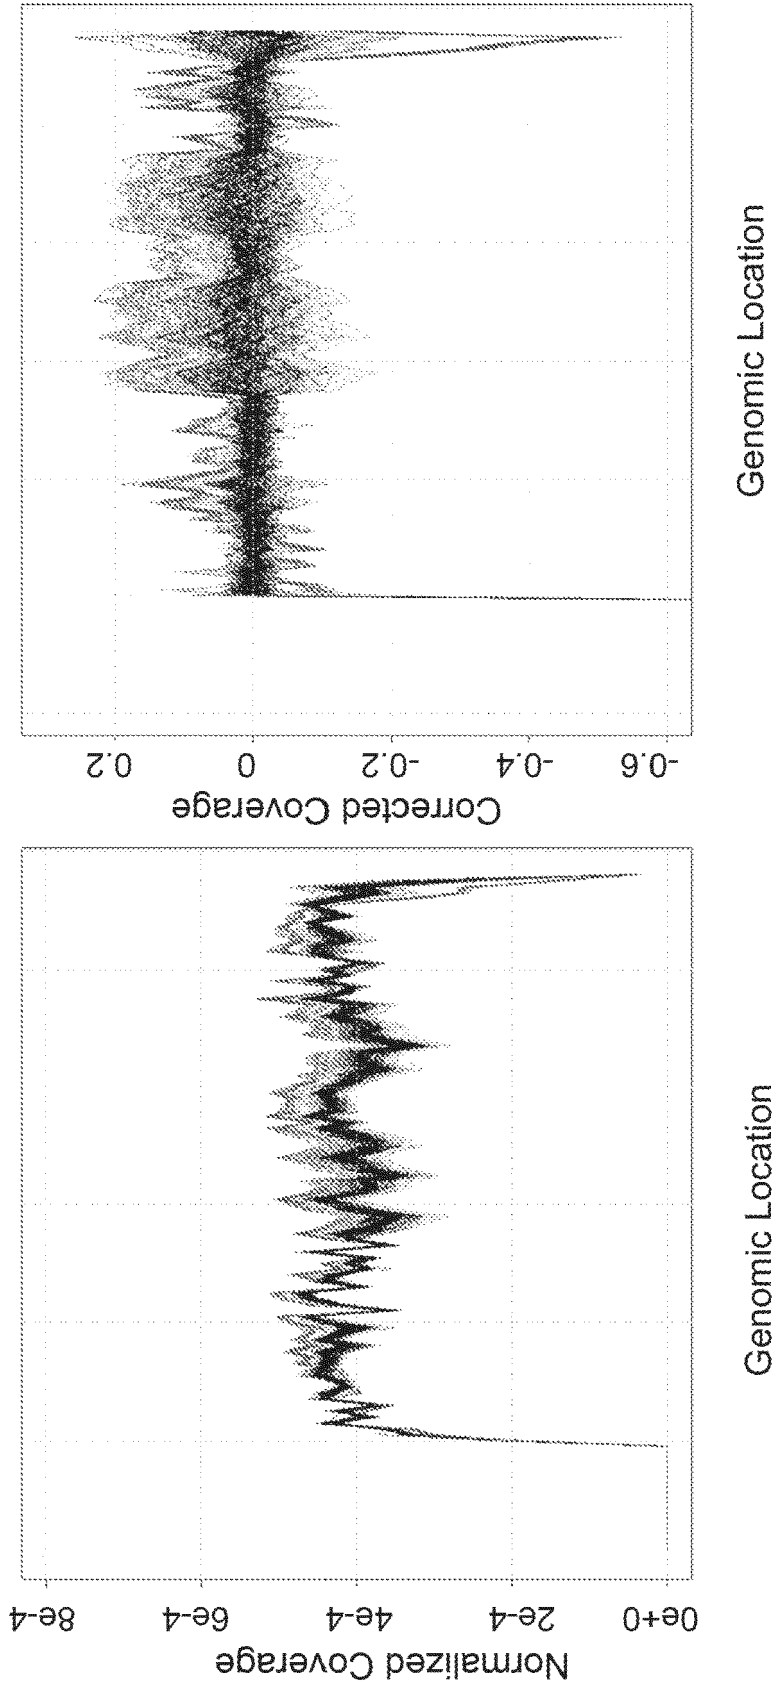 0.2
0
-0.2
-0.4
-0.6
Corrected Coverage
Genomic Location
8e-4
6e-4
4e-4
2e-4
0e+0
Normalized Coverage
Genomic Location